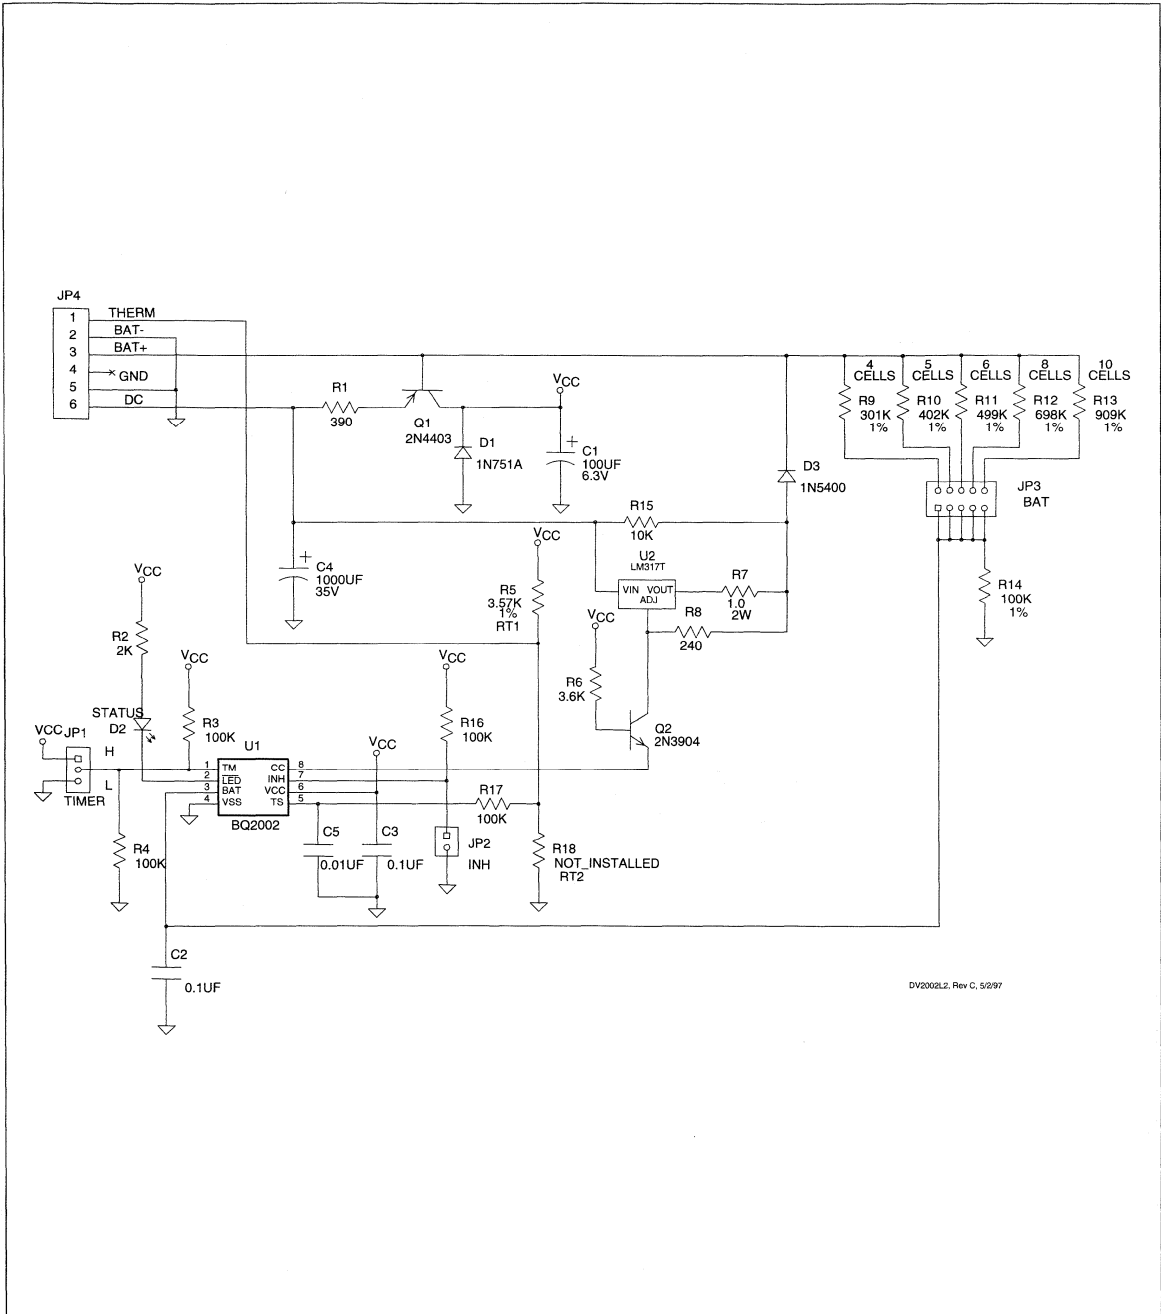 JP4
1 THERM
2 BAT-
3 BAT+
4 GND
5
6 DC
R1
390
Q1
2N4403
VCC
D1
1N751A
+
C1
100UF
6.3V
4
CELLS
R9
301K
1%
5
CELLS
R10
402K
1%
6
CELLS
R11
499K
1%
8
CELLS
R12
698K
1%
10
CELLS
R13
909K
1%
D3
1N5400
JP3
BAT
R15
10K
U2
LM317T
VIN VOUT
ADJ
R7
1.0
2W
R8
240
R14
100K
1%
+
C4
1000UF
35V
VCC
R5
3.57K
1%
RT1
VCC
R6
3.6K
Q2
2N3904
VCC
R2
2K
STATUS
D2
VCC
R3
100K
VCC
R16
100K
VCC
VCC JP1
H
L
TIMER
U1
1 TM CC 8
2 LED INH 7
3 BAT VCC 6
4 VSS TS 5
BQ2002
R17
100K
R4
100K
C5
0.01UF
C3
0.1UF
JP2
INH
R18
NOT_INSTALLED
RT2
C2
0.1UF
DV2002L2, Rev C, 5/2/97